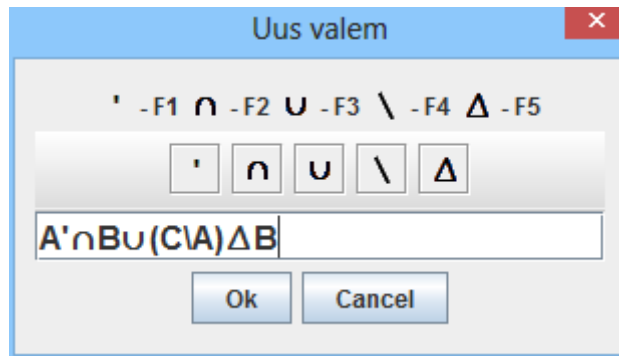 Uus valem
' - F1 ∩ - F2 ∪ - F3 \ - F4 Δ - F5
' ∩ ∪ \ Δ
A'∩B∪(C\A)ΔB
Ok Cancel